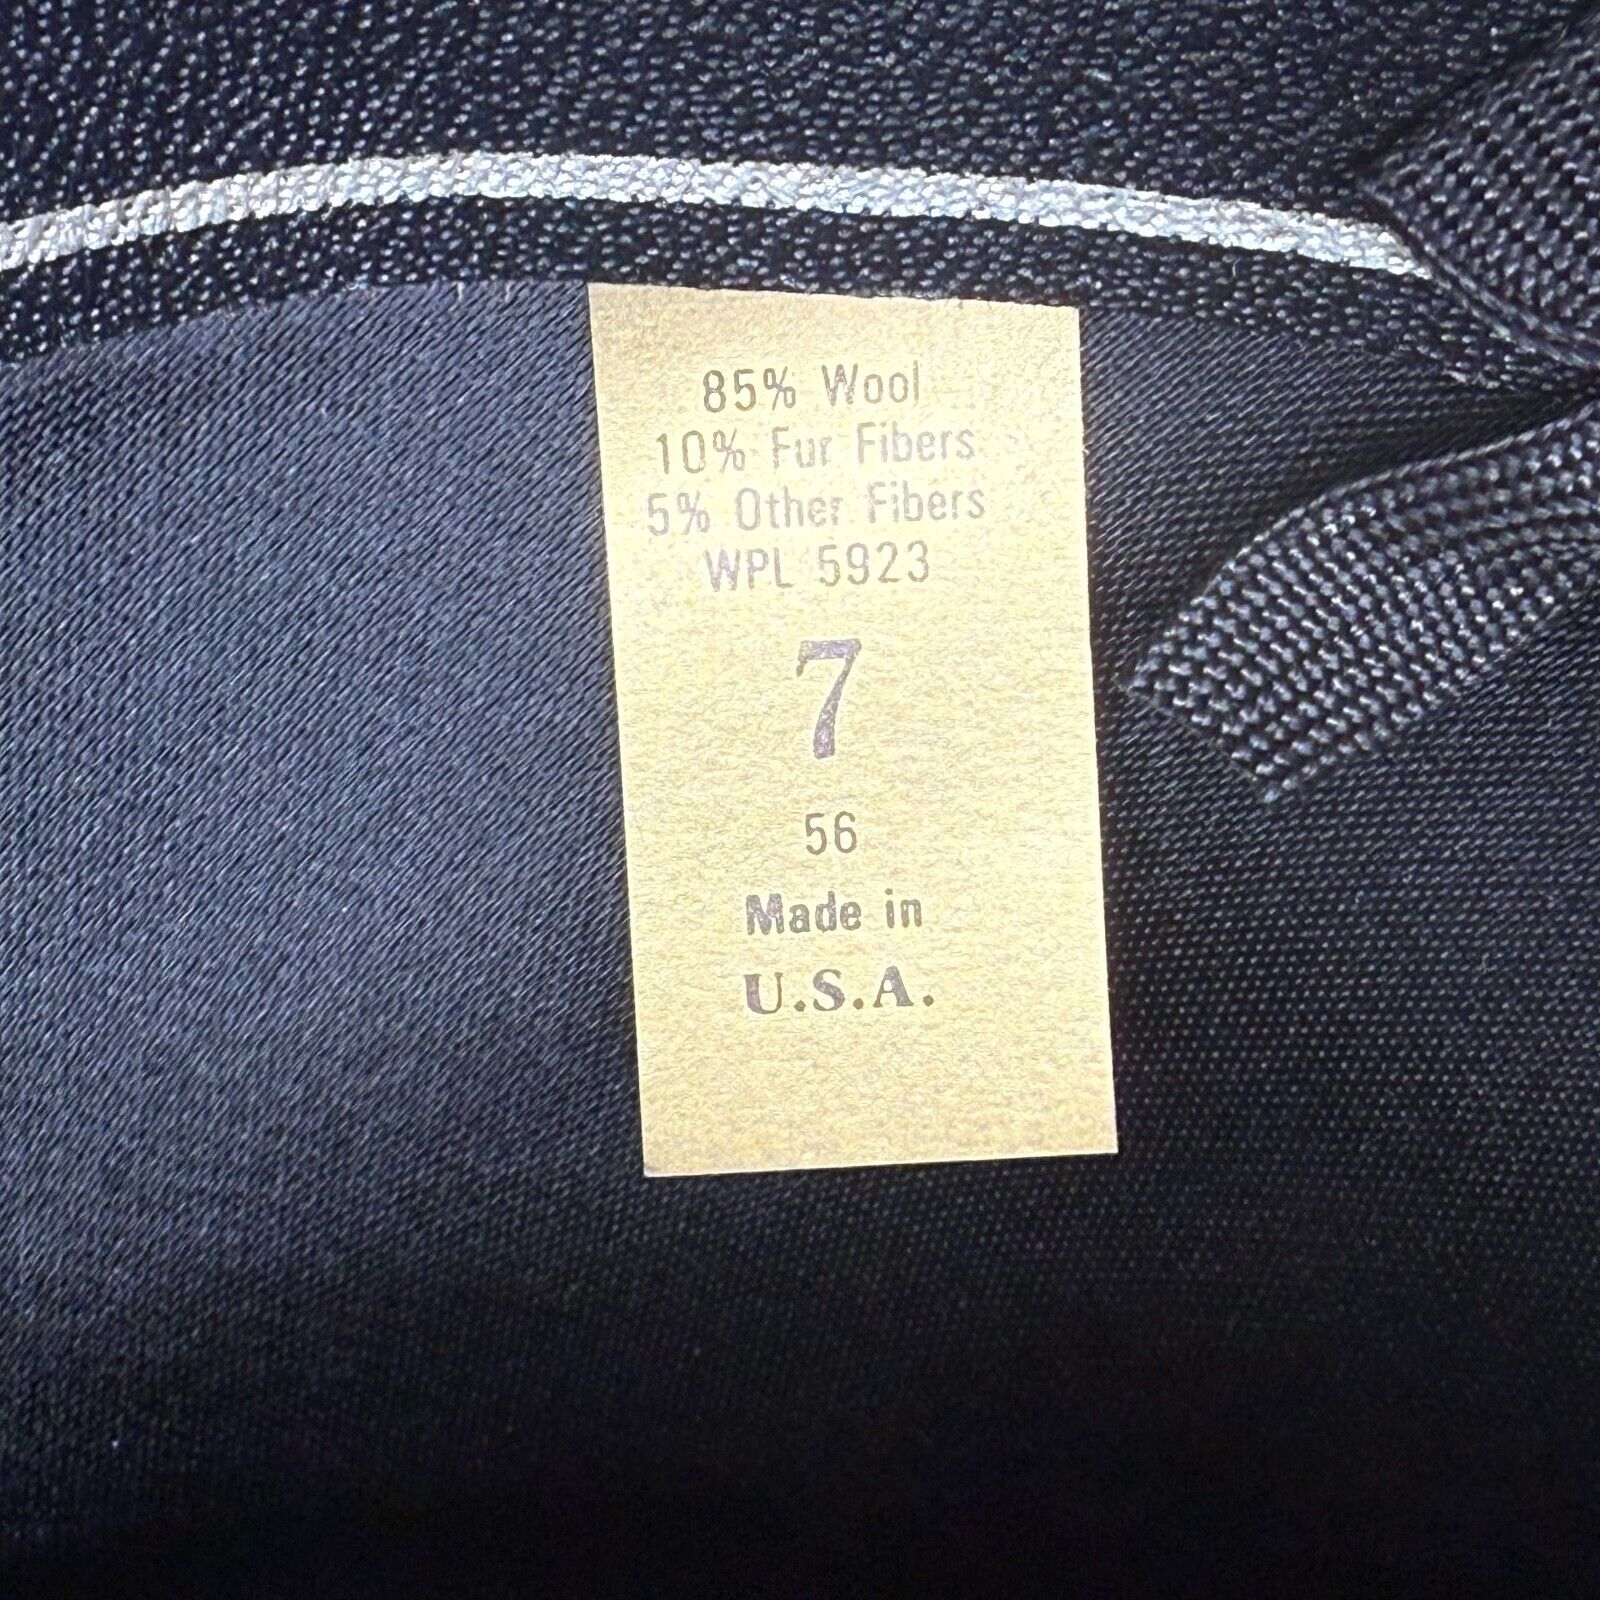 85% Wool
10% Fur Fibers
5% Other Fibers
WPL 5923
7
56
Made in
U.S.A.